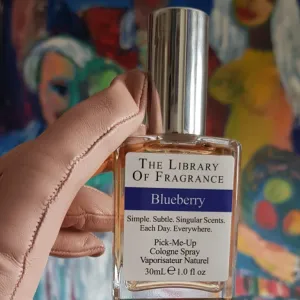 THE LIBRARY
OF FRAGRANCE
Blueberry
Simple. Subtle. Singular Scents.
Each Day. Everywhere.
Pick-Me-Up
Cologne Spray
Vaporisateur Naturel
30mL e 1.0 fl oz